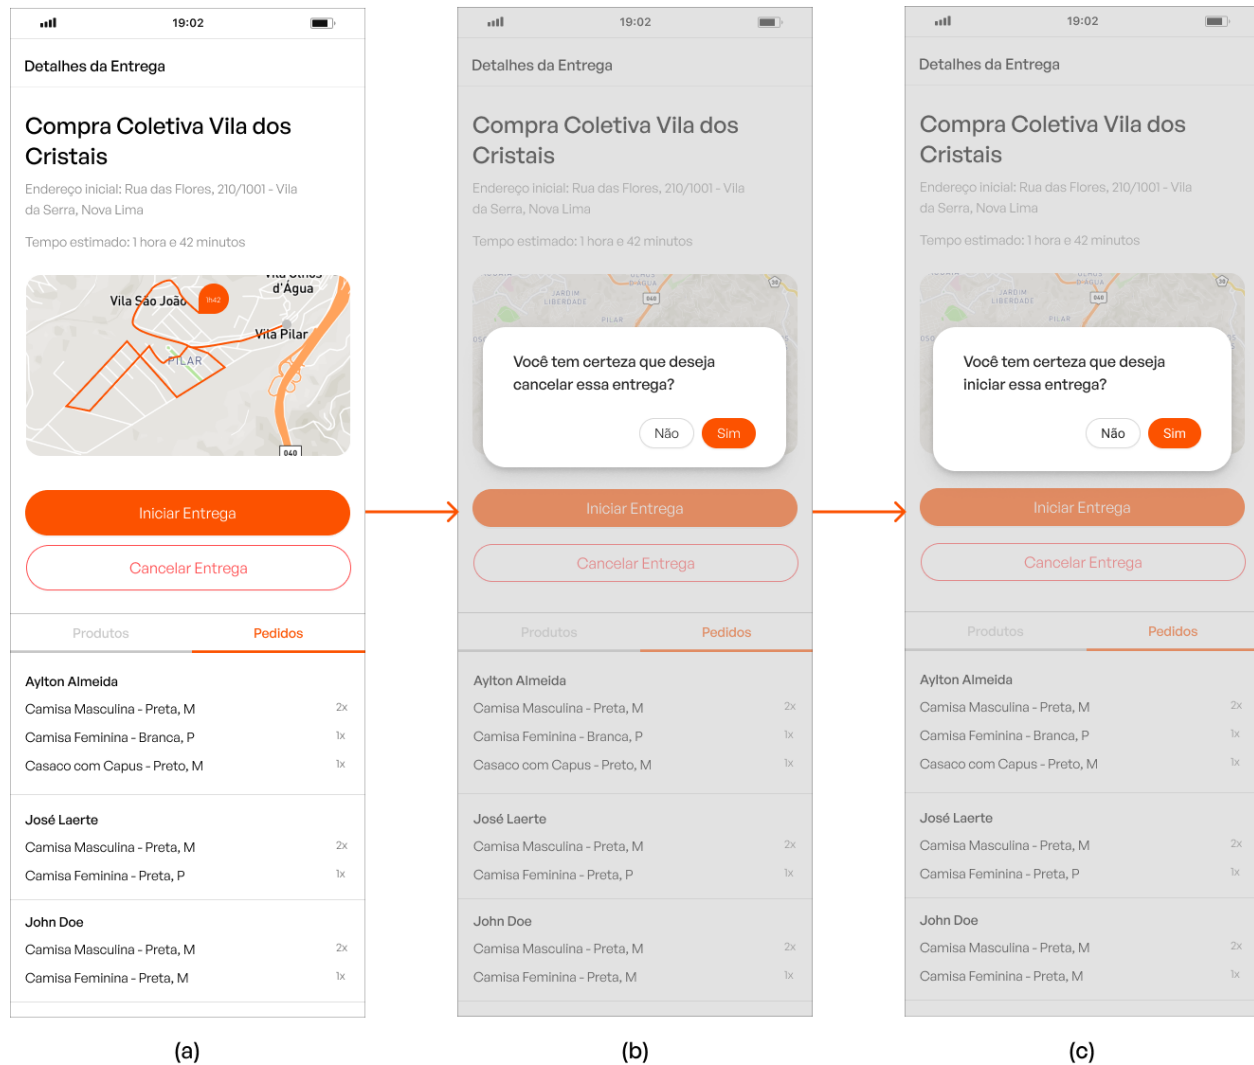 19:02
Detalhes da Entrega
Compra Coletiva Vila dos
Cristais
Endereço inicial: Rua das Flores, 210/1001 - Vila
da Serra, Nova Lima
Tempo estimado: 1 hora e 42 minutos
d'Água
Vila São João
1h42
Vila Pilar
PILAR
040
Iniciar Entrega
Cancelar Entrega
Produtos
Pedidos
Aylton Almeida
Camisa Masculina - Preta, M
2x
Camisa Feminina - Branca, P
1x
Casaco com Capus - Preto, M
1x
José Laerte
Camisa Masculina - Preta, M
2x
Camisa Feminina - Preta, P
1x
John Doe
Camisa Masculina - Preta, M
2x
Camisa Feminina - Preta, M
1x
(a)
19:02
Detalhes da Entrega
Compra Coletiva Vila dos
Cristais
Endereço inicial: Rua das Flores, 210/1001 - Vila
da Serra, Nova Lima
Tempo estimado: 1 hora e 42 minutos
D'ÁGUA
JARDIM
LIBERDADE
040
PILAR
Você tem certeza que deseja
cancelar essa entrega?
Não
Sim
Iniciar Entrega
Cancelar Entrega
Produtos
Pedidos
Aylton Almeida
Camisa Masculina - Preta, M
2x
Camisa Feminina - Branca, P
1x
Casaco com Capus - Preto, M
1x
José Laerte
Camisa Masculina - Preta, M
2x
Camisa Feminina - Preta, P
1x
John Doe
Camisa Masculina - Preta, M
2x
Camisa Feminina - Preta, M
1x
(b)
19:02
Detalhes da Entrega
Compra Coletiva Vila dos
Cristais
Endereço inicial: Rua das Flores, 210/1001 - Vila
da Serra, Nova Lima
Tempo estimado: 1 hora e 42 minutos
D'ÁGUA
JARDIM
LIBERDADE
040
PILAR
Você tem certeza que deseja
iniciar essa entrega?
Não
Sim
Iniciar Entrega
Cancelar Entrega
Produtos
Pedidos
Aylton Almeida
Camisa Masculina - Preta, M
2x
Camisa Feminina - Branca, P
1x
Casaco com Capus - Preto, M
1x
José Laerte
Camisa Masculina - Preta, M
2x
Camisa Feminina - Preta, P
1x
John Doe
Camisa Masculina - Preta, M
2x
Camisa Feminina - Preta, M
1x
(c)